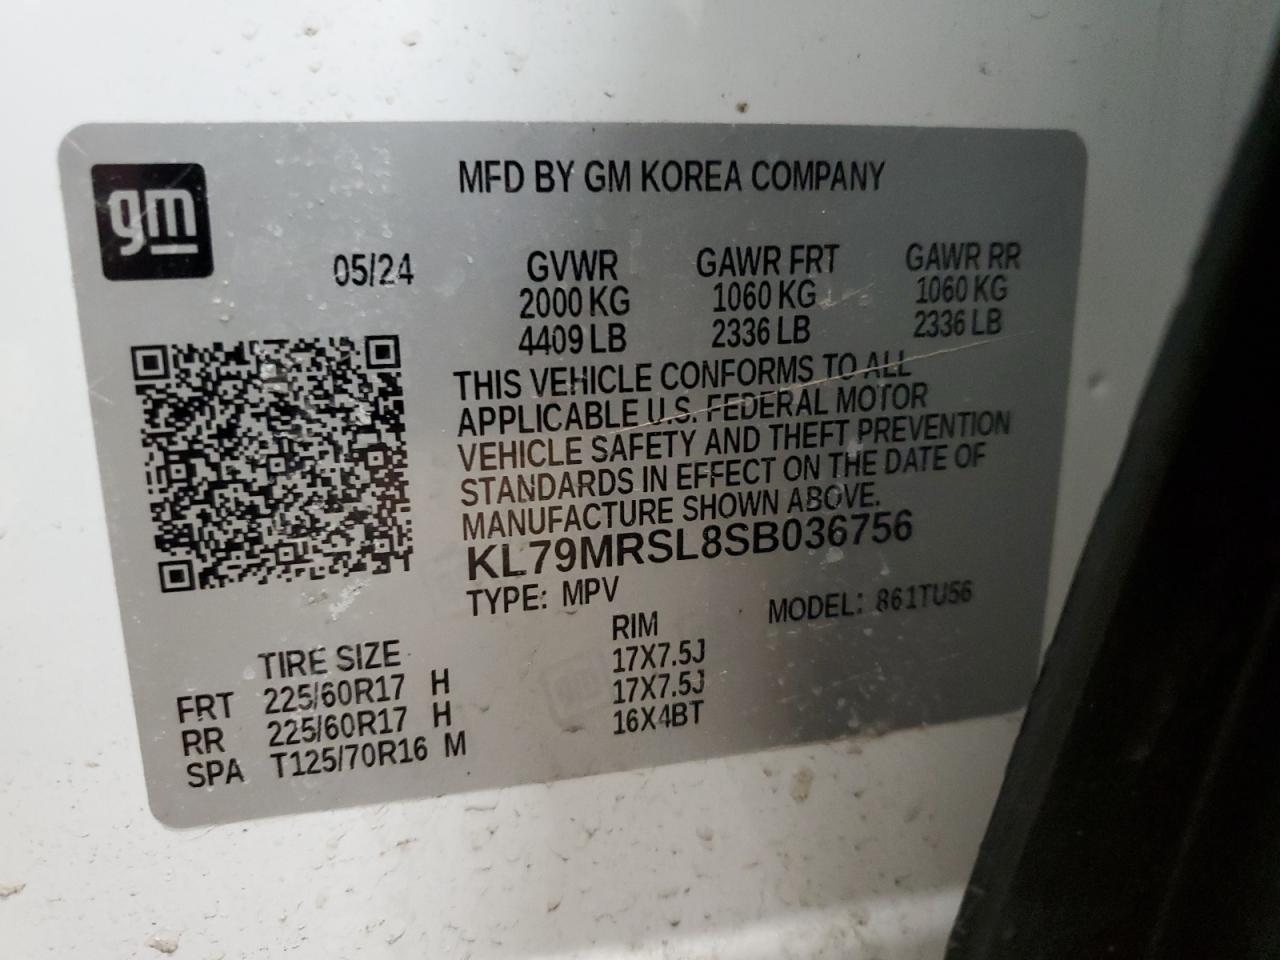 gm
MFD BY GM KOREA COMPANY
05/24 GVWR GAWR FRT GAWR RR
2000 KG 1060 KG 1060 KG
4409 LB 2336 LB 2336 LB
THIS VEHICLE CONFORMS TO ALL
APPLICABLE U.S. FEDERAL MOTOR
VEHICLE SAFETY AND THEFT PREVENTION
STANDARDS IN EFFECT ON THE DATE OF
MANUFACTURE SHOWN ABOVE.
KL79MRSL8SB036756
TYPE: MPV MODEL: 861TU56
TIRE SIZE RIM
FRT 225/60R17 H 17X7.5J
RR 225/60R17 H 17X7.5J
SPA T125/70R16 M 16X4BT
gm